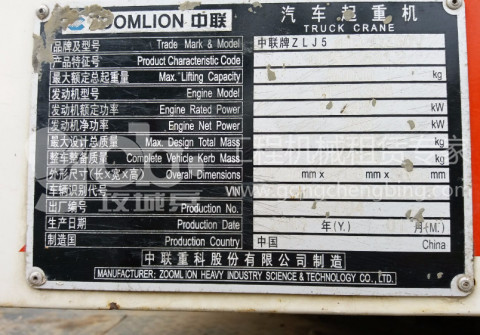 ZOOMLION 中联
汽车起重机
TRUCK CRANE
品牌及型号 Trade Mark & Model 中联牌ZLJ5
产品特征号 Product Characteristic Code
最大额定总起重量 Max. Lifting Capacity kg
发动机型号 Engine Model
发动机额定功率 Engine Rated Power kW
发动机净功率 Engine Net Power kW
最大设计总质量 Max. Design Total Mass kg
整车整备质量 Complete Vehicle Kerb Mass kg
外形尺寸(长×宽×高) Overall Dimensions mm × mm × mm
车辆识别代号 VIN
出厂编号 Production No.
生产日期 Production Date 年(Y.) 月(M.)
制造国 Production Country 中国 China
中联重科股份有限公司制造
MANUFACTURER: ZOOMLION HEAVY INDUSTRY SCIENCE & TECHNOLOGY CO., LTD.
工程机械租赁专家
www.gongchengbing.com